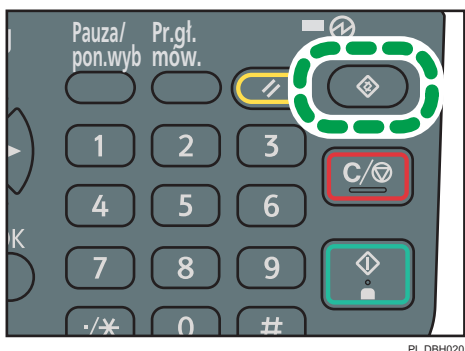 Pauza/ Pr.gł.
pon.wyb mów.
1 2 3
C/
4 5 6
OK
7 8 9
·/* 0 #
PL DBH020